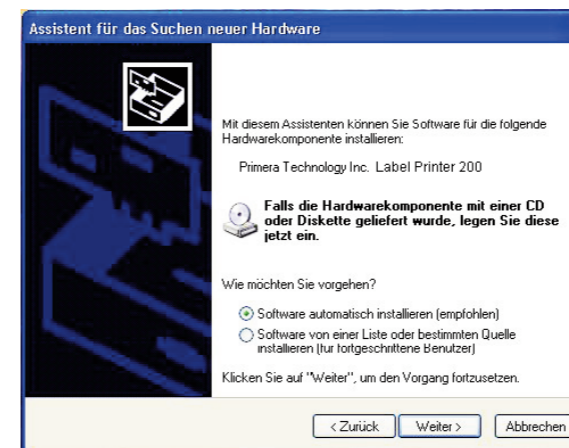 Assistent für das Suchen neuer Hardware
Mit diesem Assistenten können Sie Software für die folgende
Hardwarekomponente installieren:
Primera Technology Inc. Label Printer 200
Falls die Hardwarekomponente mit einer CD
oder Diskette geliefert wurde, legen Sie diese
jetzt ein.
Wie möchten Sie vorgehen?
Software automatisch installieren (empfohlen)
Software von einer Liste oder bestimmten Quelle
installieren (für fortgeschrittene Benutzer)
Klicken Sie auf "Weiter", um den Vorgang fortzusetzen.
< Zurück Weiter > Abbrechen